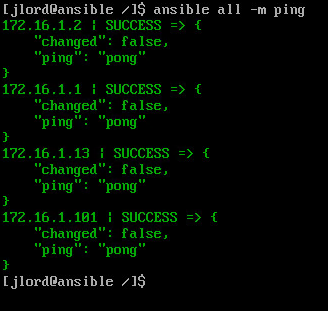 [jlord@ansible /]$ ansible all -m ping
172.16.1.2 | SUCCESS => {
    "changed": false,
    "ping": "pong"
}
172.16.1.1 | SUCCESS => {
    "changed": false,
    "ping": "pong"
}
172.16.1.13 | SUCCESS => {
    "changed": false,
    "ping": "pong"
}
172.16.1.101 | SUCCESS => {
    "changed": false,
    "ping": "pong"
}
[jlord@ansible /]$